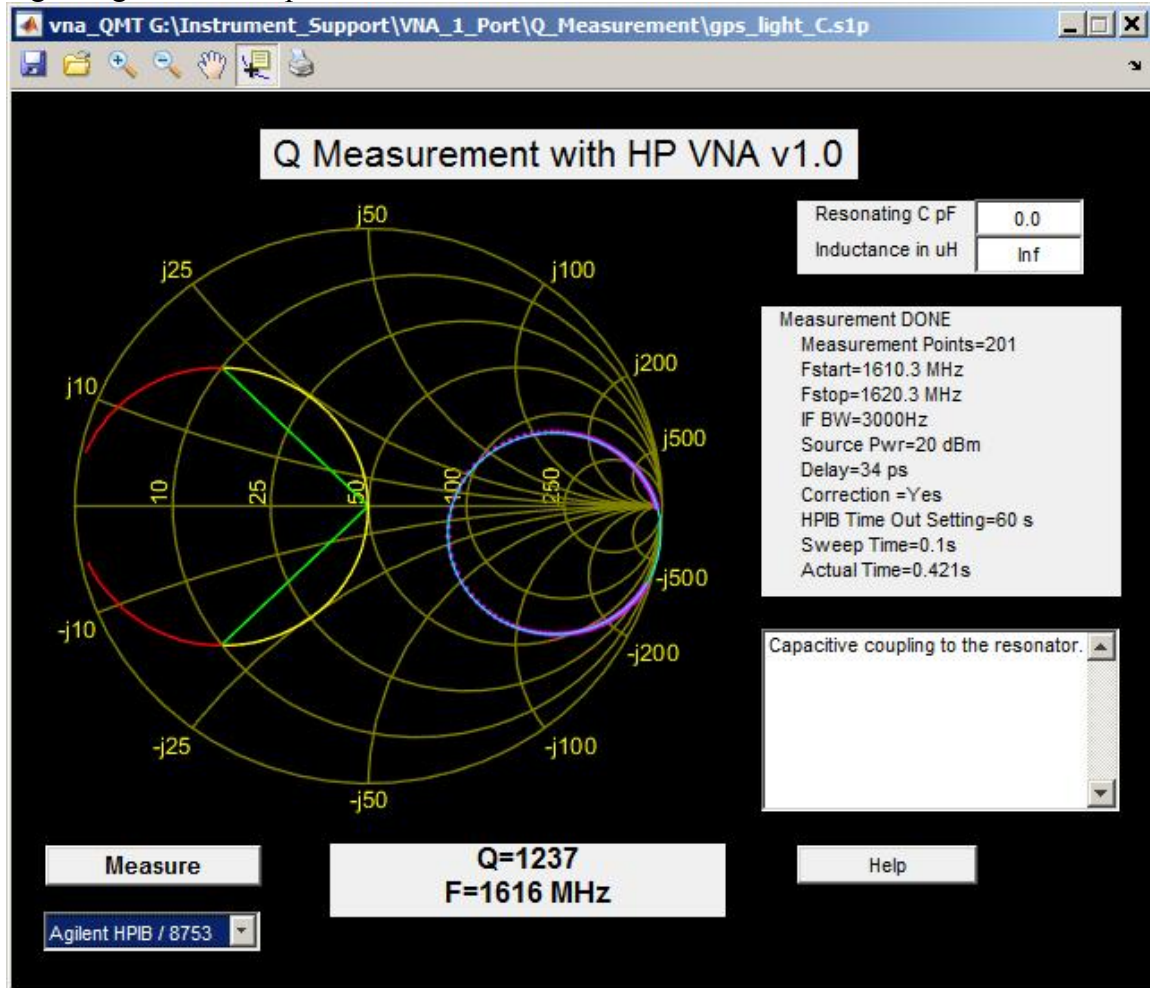 vna_QMT G:\Instrument_Support\VNA_1_Port\Q_Measurement\gps_light_C.s1p
Q Measurement with HP VNA v1.0
Resonating C pF 0.0
Inductance in uH Inf
j50
j25
j100
j10
j200
j500
10
25
50
100
250
-j500
-j10
-j200
-j25
-j100
-j50
Measurement DONE
Measurement Points=201
Fstart=1610.3 MHz
Fstop=1620.3 MHz
IF BW=3000Hz
Source Pwr=20 dBm
Delay=34 ps
Correction =Yes
HPIB Time Out Setting=60 s
Sweep Time=0.1s
Actual Time=0.421s
Capacitive coupling to the resonator.
Measure
Q=1237
F=1616 MHz
Help
Agilent HPIB / 8753